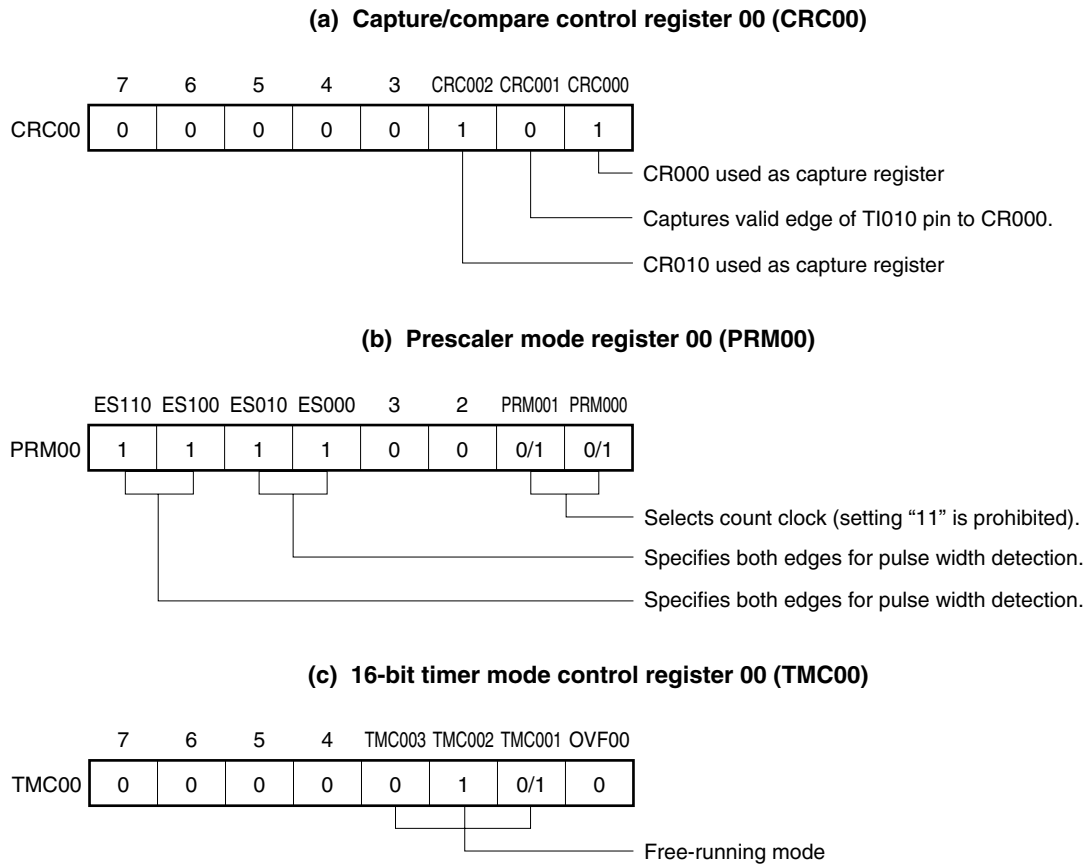 (a) Capture/compare control register 00 (CRC00)
7 6 5 4 3 CRC002 CRC001 CRC000
CRC00 0 0 0 0 0 1 0 1
CR000 used as capture register
Captures valid edge of TI010 pin to CR000.
CR010 used as capture register
(b) Prescaler mode register 00 (PRM00)
ES110 ES100 ES010 ES000 3 2 PRM001 PRM000
PRM00 1 1 1 1 0 0 0/1 0/1
Selects count clock (setting “11” is prohibited).
Specifies both edges for pulse width detection.
Specifies both edges for pulse width detection.
(c) 16-bit timer mode control register 00 (TMC00)
7 6 5 4 TMC003 TMC002 TMC001 OVF00
TMC00 0 0 0 0 0 1 0/1 0
Free-running mode